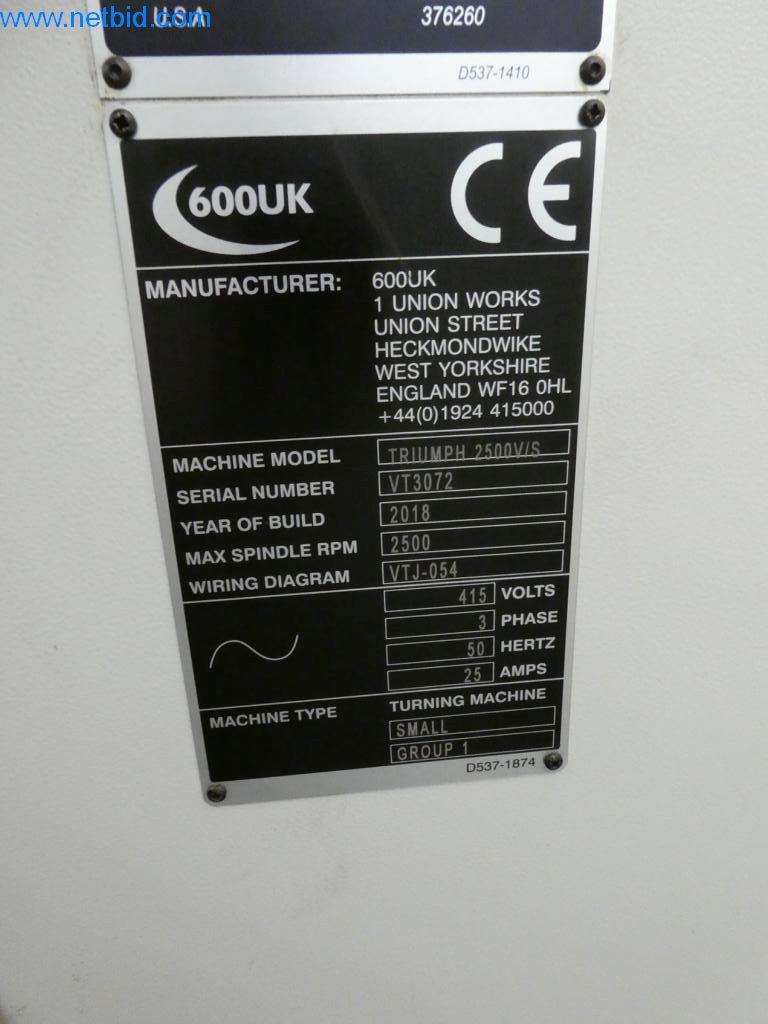 www.netbid.com
U.S.A 376260
D537-1410
600UK CE
MANUFACTURER: 600UK
1 UNION WORKS
UNION STREET
HECKMONDWIKE
WEST YORKSHIRE
ENGLAND WF16 0HL
+44(0)1924 415000
MACHINE MODEL TRIUMPH 2500V/S
SERIAL NUMBER VT3072
YEAR OF BUILD 2018
MAX SPINDLE RPM 2500
WIRING DIAGRAM VTJ-054
415 VOLTS
3 PHASE
50 HERTZ
25 AMPS
MACHINE TYPE TURNING MACHINE
SMALL
GROUP 1
D537-1874